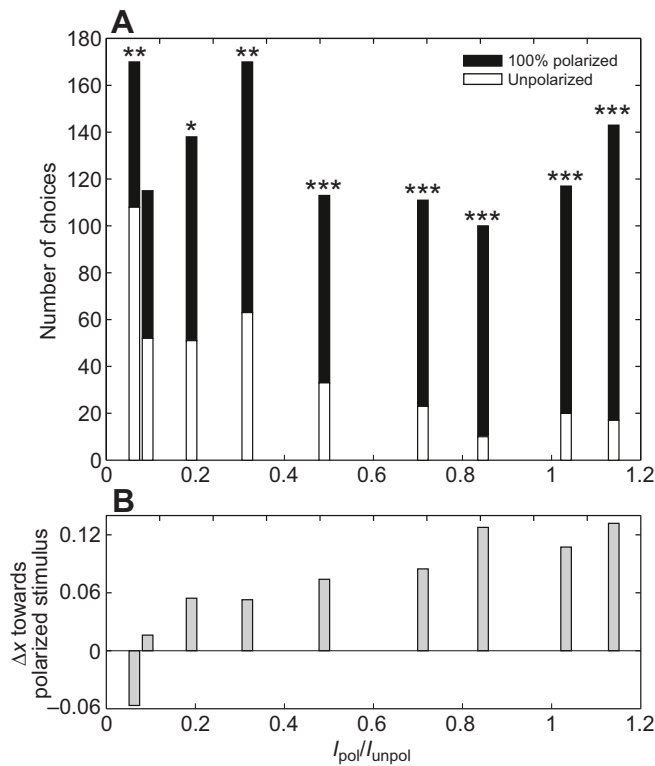 A
180
160
140
120
100
80
60
40
20
0
Number of choices
** * ** *** *** *** *** ***
100% polarized
Unpolarized
0 0.2 0.4 0.6 0.8 1 1.2
B
0.12
0.06
0
–0.06
Δx towards
polarized stimulus
0 0.2 0.4 0.6 0.8 1 1.2
Ipol/Iunpol